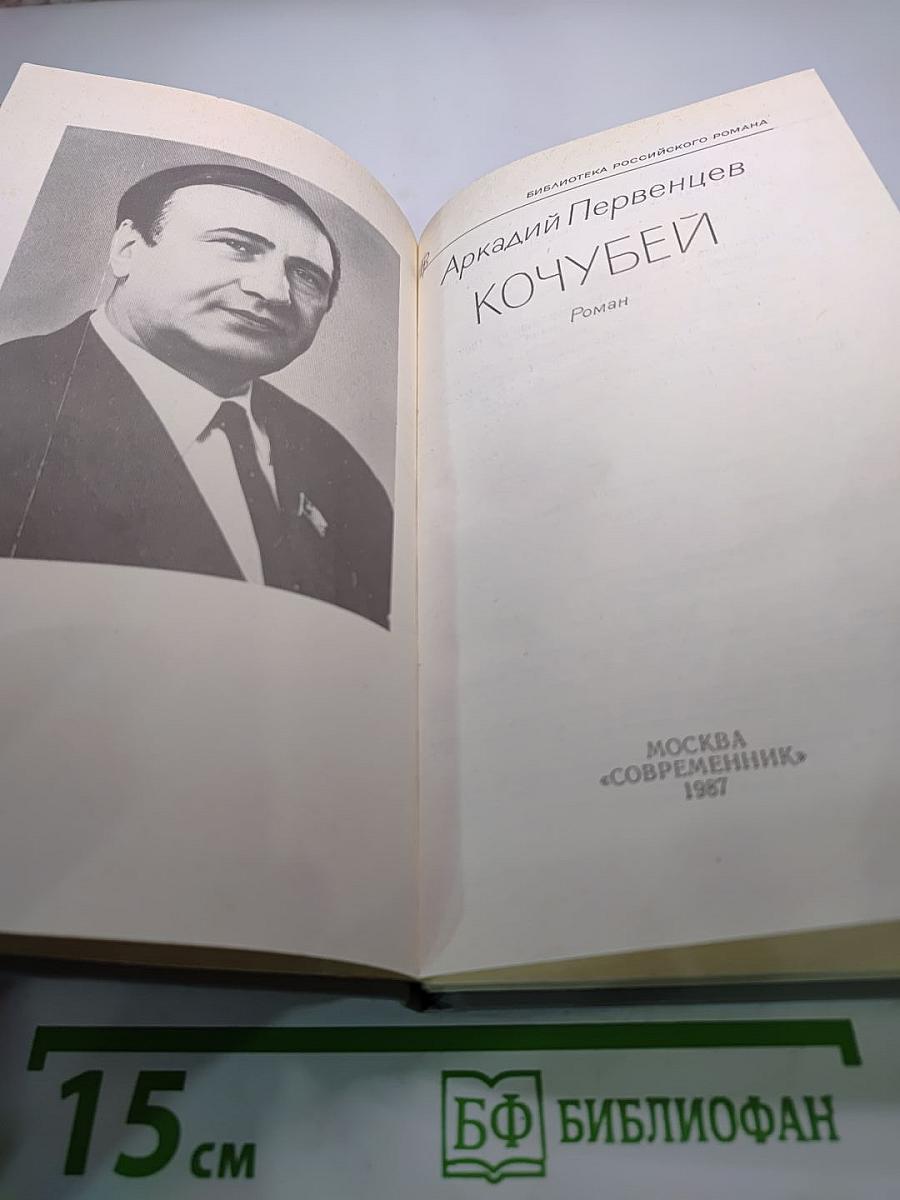 БИБЛИОТЕКА РОССИЙСКОГО РОМАНА
Аркадий Первенцев
КОЧУБЕЙ
Роман
МОСКВА
«СОВРЕМЕННИК»
1987
15 см
БФ БИБЛИОФАН